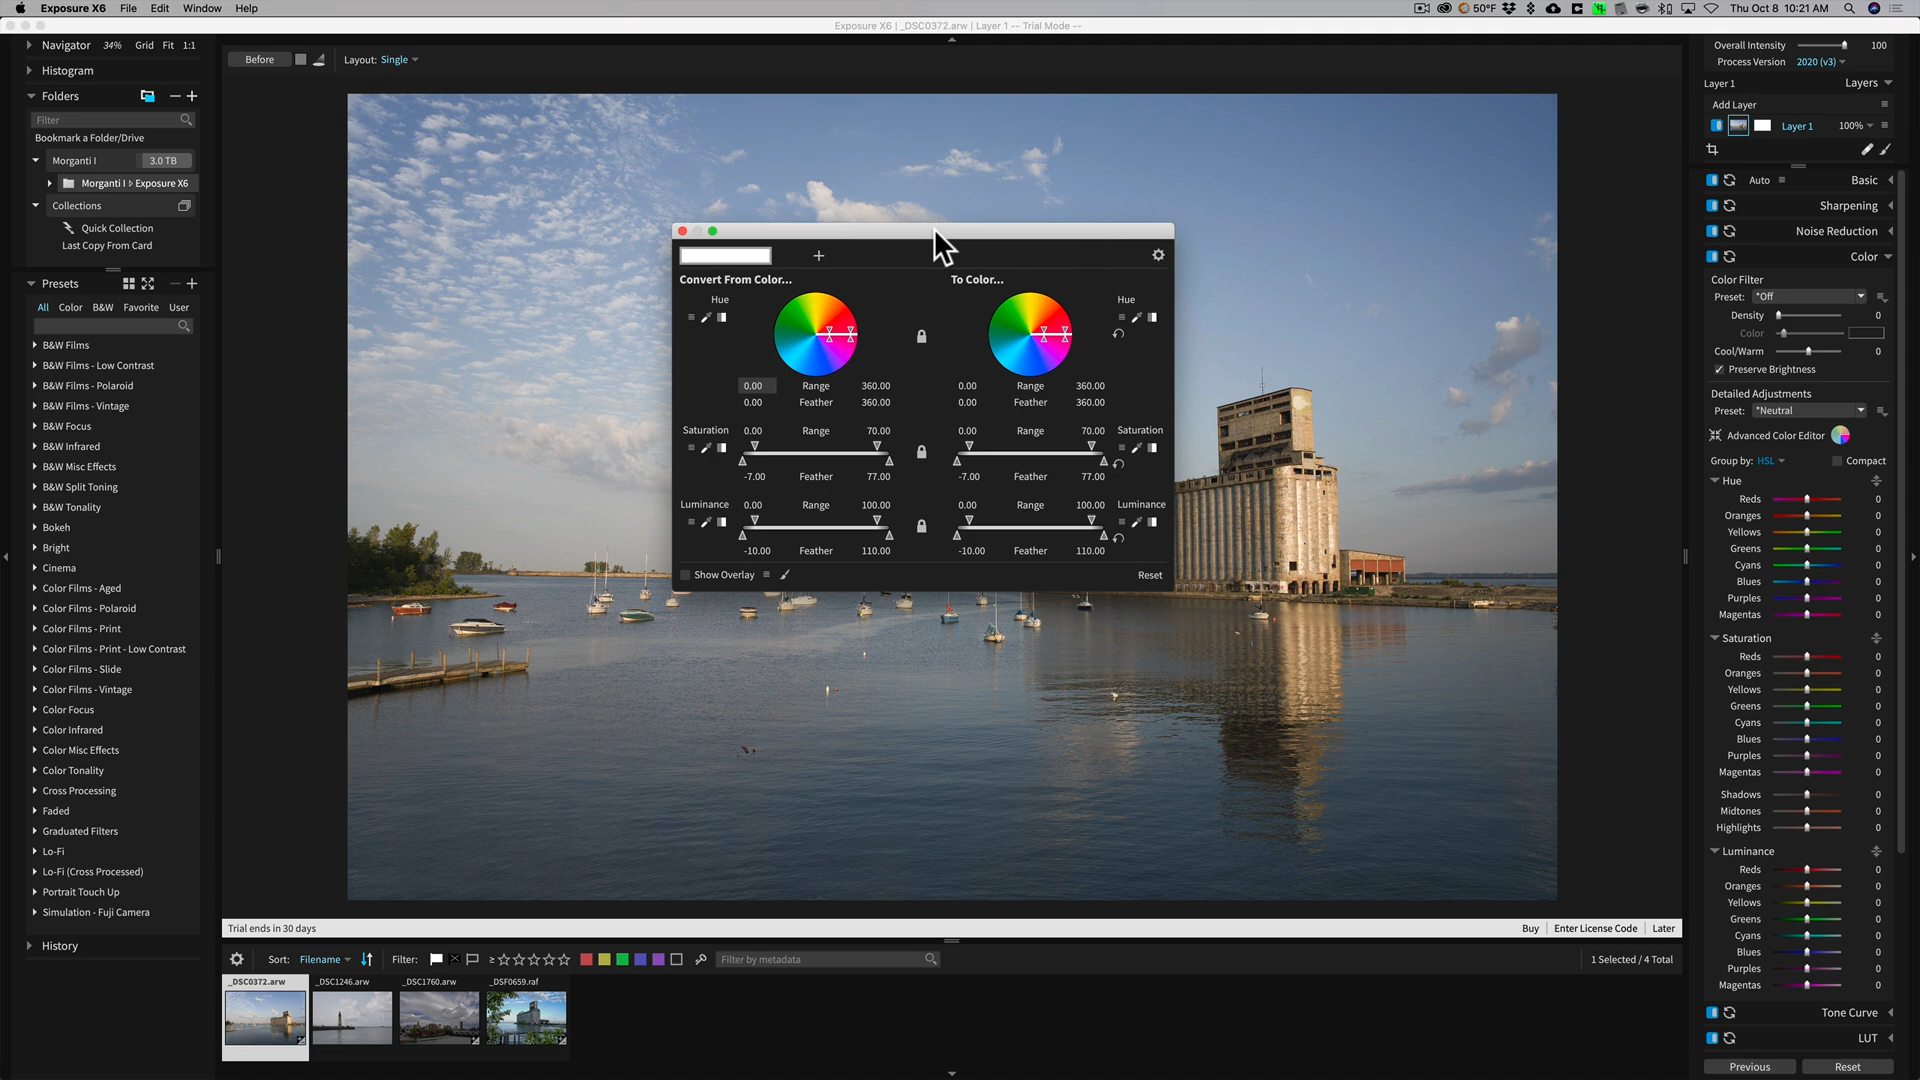 Exposure X6 File Edit Window Help
50°F Thu Oct 8 10:21 AM
Exposure X6 | _DSC0372.arw | Layer 1 -- Trial Mode --
Navigator 34% Grid Fit 1:1
Histogram
Folders
Filter
Bookmark a Folder/Drive
Morganti I 3.0 TB
Morganti I Exposure X6
Collections
Quick Collection
Last Copy From Card
Presets
All Color B&W Favorite User
B&W Films
B&W Films - Low Contrast
B&W Films - Polaroid
B&W Films - Vintage
B&W Focus
B&W Infrared
B&W Misc Effects
B&W Split Toning
B&W Tonality
Bokeh
Bright
Cinema
Color Films - Aged
Color Films - Polaroid
Color Films - Print
Color Films - Print - Low Contrast
Color Films - Slide
Color Films - Vintage
Color Focus
Color Infrared
Color Misc Effects
Color Tonality
Cross Processing
Faded
Graduated Filters
Lo-Fi
Lo-Fi (Cross Processed)
Portrait Touch Up
Simulation - Fuji Camera
History
Before Layout: Single
Convert From Color... To Color...
Hue Hue
0.00 Range 360.00 0.00 Range 360.00
0.00 Feather 360.00 0.00 Feather 360.00
Saturation 0.00 Range 70.00 0.00 Range 70.00 Saturation
-7.00 Feather 77.00 -7.00 Feather 77.00
Luminance 0.00 Range 100.00 0.00 Range 100.00 Luminance
-10.00 Feather 110.00 -10.00 Feather 110.00
Show Overlay Reset
Trial ends in 30 days Buy Enter License Code Later
Sort: Filename Filter: ≥ Filter by metadata 1 Selected / 4 Total
_DSC0372.arw _DSC1246.arw _DSC1760.arw _DSF0659.raf
Overall Intensity 100
Process Version 2020 (v3)
Layer 1 Layers
Add Layer
Layer 1 100%
Auto Basic
Sharpening
Noise Reduction
Color
Color Filter
Preset: *Off
Density 0
Color
Cool/Warm 0
Preserve Brightness
Detailed Adjustments
Preset: *Neutral
Advanced Color Editor
Group by: HSL Compact
Hue
Reds 0
Oranges 0
Yellows 0
Greens 0
Cyans 0
Blues 0
Purples 0
Magentas 0
Saturation
Reds 0
Oranges 0
Yellows 0
Greens 0
Cyans 0
Blues 0
Purples 0
Magentas 0
Shadows 0
Midtones 0
Highlights 0
Luminance
Reds 0
Oranges 0
Yellows 0
Greens 0
Cyans 0
Blues 0
Purples 0
Magentas 0
Tone Curve
LUT
Previous Reset